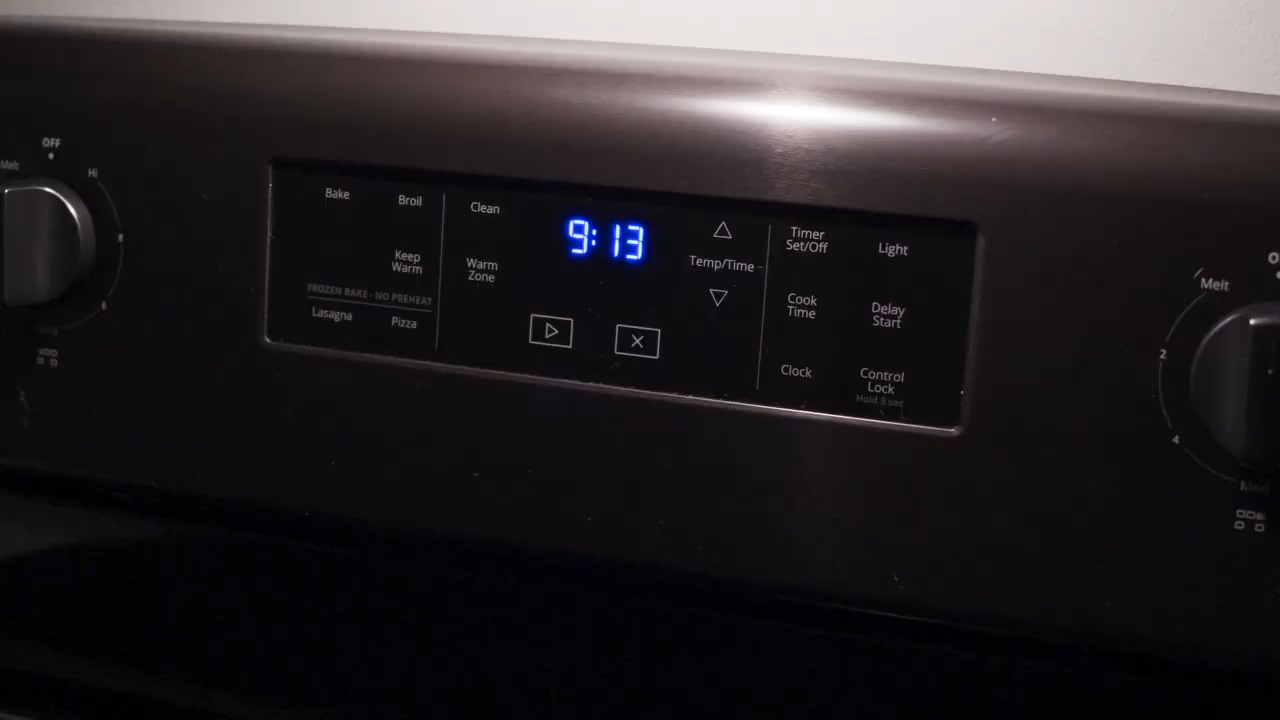 OFF
Melt
Hi
Bake
Broil
Keep
Warm
FROZEN BAKE - NO PREHEAT
Lasagna
Pizza
Clean
Warm
Zone
9:13
Temp/Time
Timer
Set/Off
Light
Cook
Time
Delay
Start
Clock
Control
Lock
Hold 3 sec
Melt
2
4